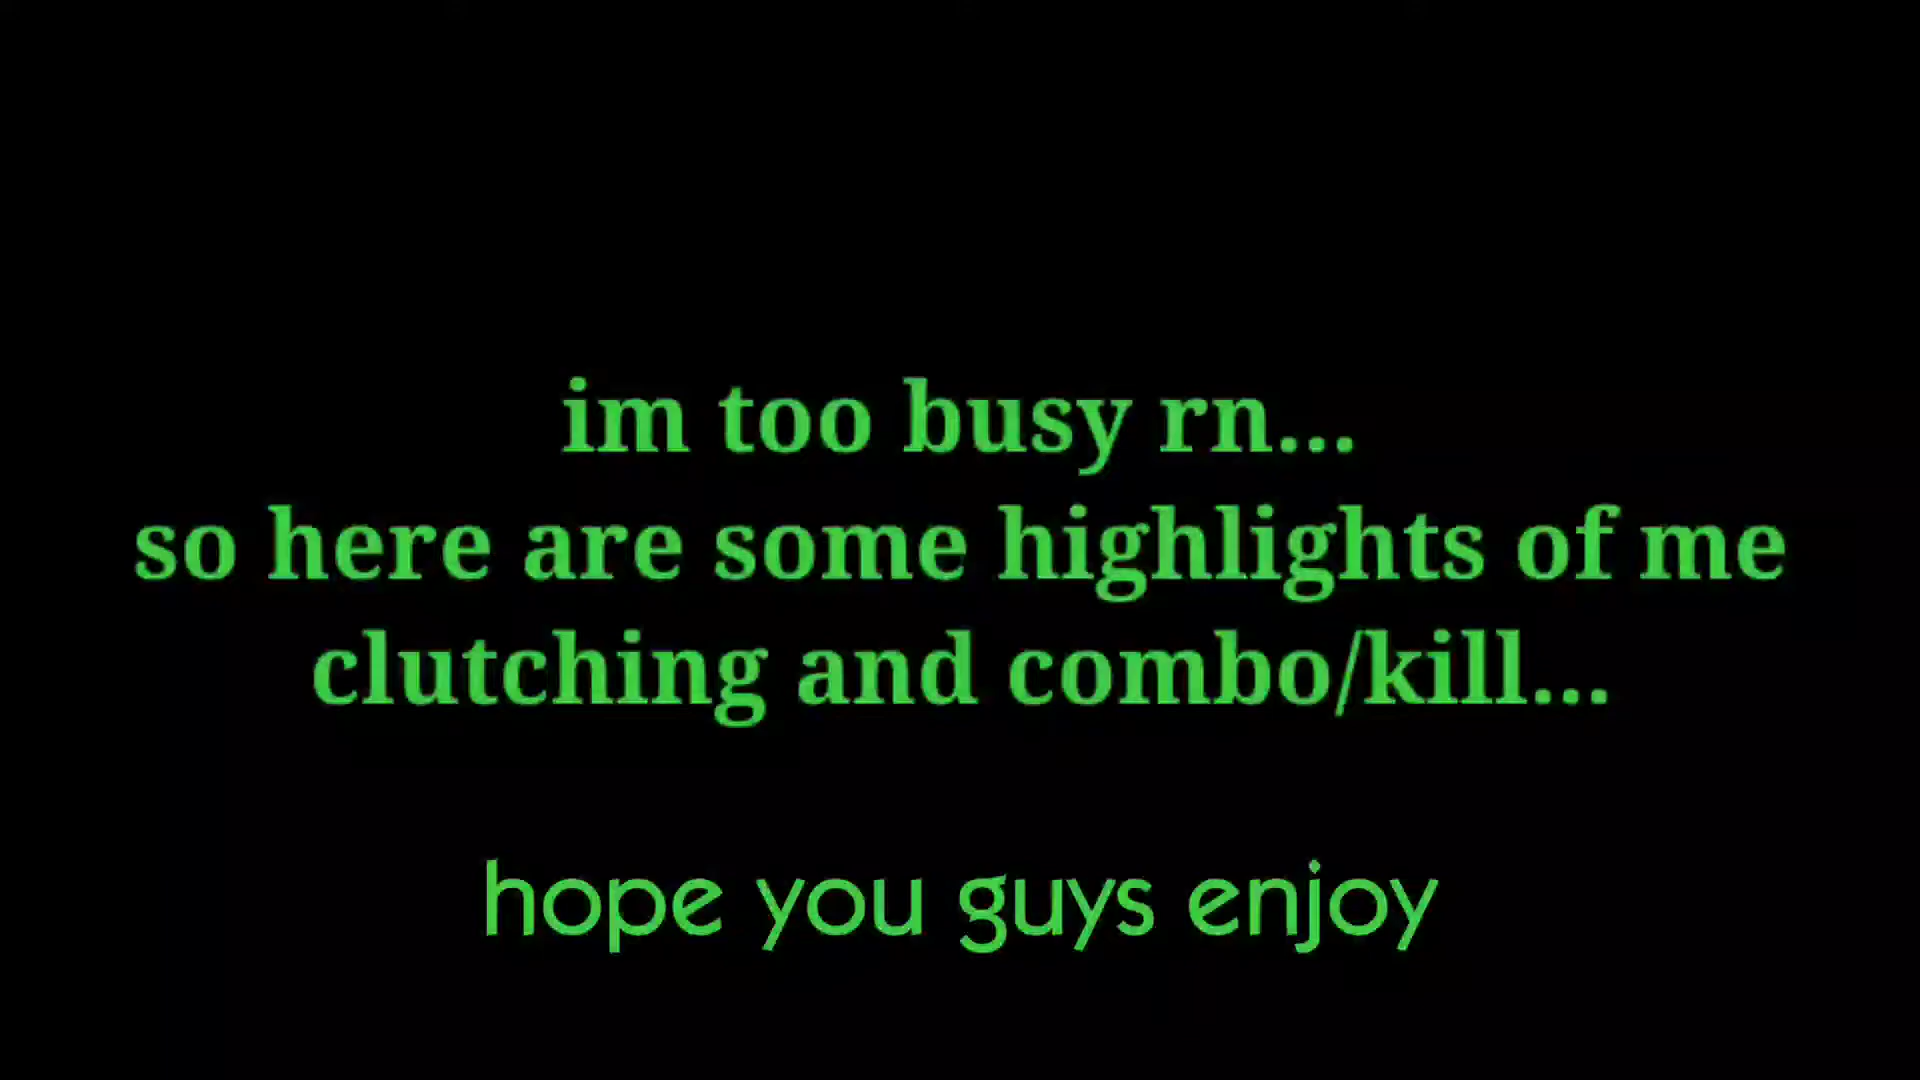 im too busy rn...
so here are some highlights of me
clutching and combo/kill...
hope you guys enjoy